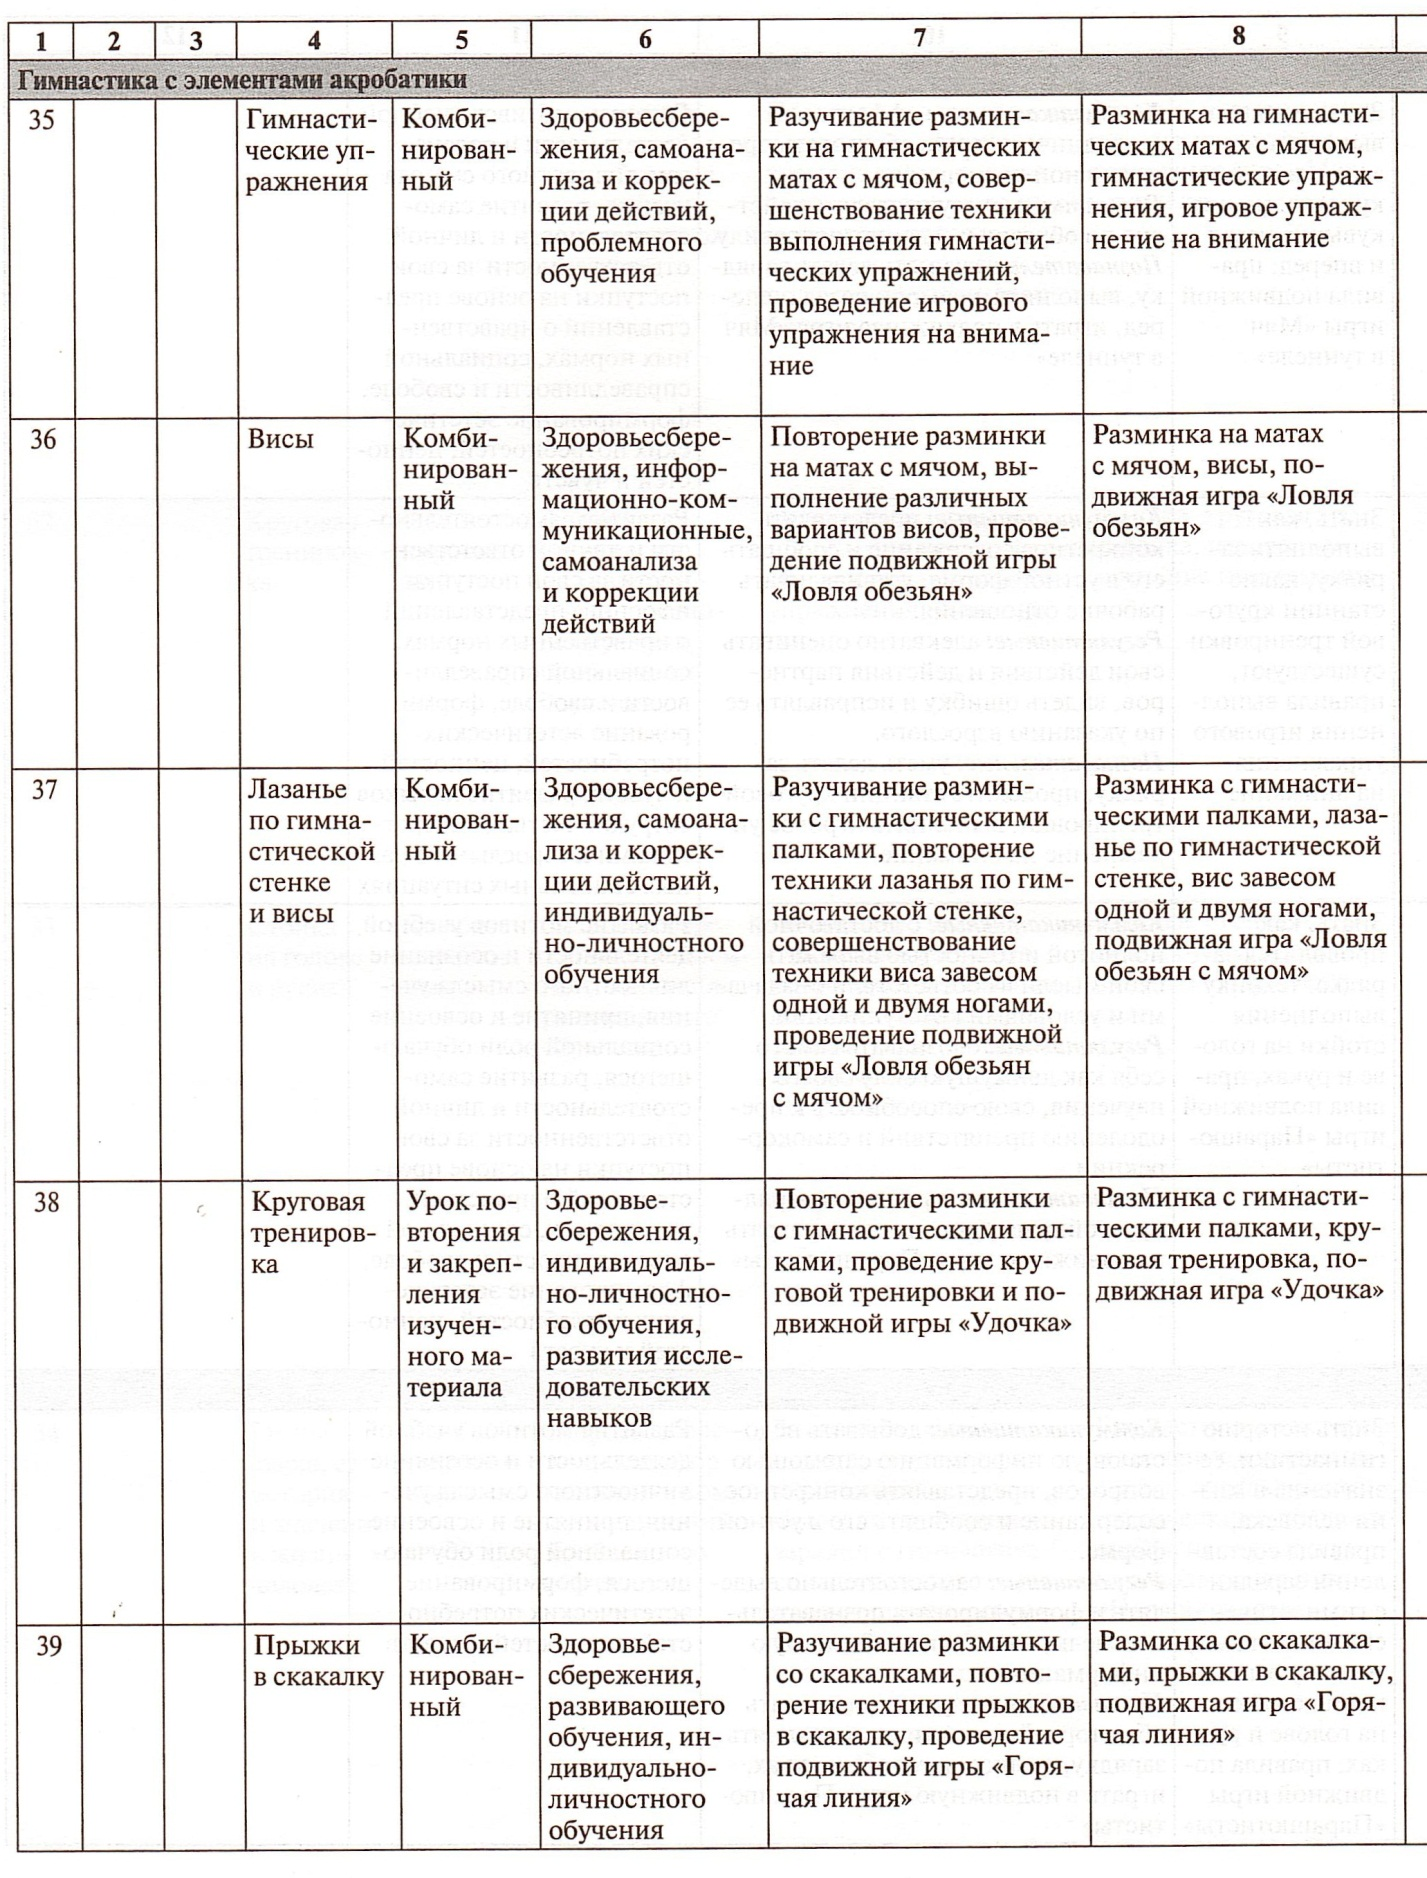 1 2 3 4 5 6 7 8
Гимнастика с элементами акробатики
35
Гимнасти-
ческие уп-
ражнения
Комби-
нирован-
ный
Здоровьесбере-
жения, самоана-
лиза и коррек-
ции действий,
проблемного
обучения
Разучивание размин-
ки на гимнастических
матах с мячом, совер-
шенствование техники
выполнения гимнасти-
ческих упражнений,
проведение игрового
упражнения на внима-
ние
Разминка на гимнасти-
ческих матах с мячом,
гимнастические упраж-
нения, игровое упраж-
нение на внимание
36
Висы
Комби-
нирован-
ный
Здоровьесбере-
жения, инфор-
мационно-ком-
муникационные,
самоанализа
и коррекции
действий
Повторение разминки
на матах с мячом, вы-
полнение различных
вариантов висов, прове-
дение подвижной игры
«Ловля обезьян»
Разминка на матах
с мячом, висы, по-
движная игра «Ловля
обезьян»
37
Лазанье
по гимна-
стической
стенке
и висы
Комби-
нирован-
ный
Здоровьесбере-
жения, самоана-
лиза и коррек-
ции действий,
индивидуаль-
но-личностного
обучения
Разучивание размин-
ки с гимнастическими
палками, повторение
техники лазанья по гим-
настической стенке,
совершенствование
техники виса завесом
одной и двумя ногами,
проведение подвижной
игры «Ловля обезьян
с мячом»
Разминка с гимнасти-
ческими палками, лаза-
нье по гимнастической
стенке, вис завесом
одной и двумя ногами,
подвижная игра «Ловля
обезьян с мячом»
38
Круговая
трениров-
ка
Урок по-
вторения
и закреп-
ления
изучен-
ного ма-
териала
Здоровье-
сбережения,
индивидуаль-
но-личностно-
го обучения,
развития иссле-
довательских
навыков
Повторение разминки
с гимнастическими пал-
ками, проведение кру-
говой тренировки и по-
движной игры «Удочка»
Разминка с гимнасти-
ческими палками, кру-
говая тренировка, по-
движная игра «Удочка»
39
Прыжки
в скакалку
Комби-
нирован-
ный
Здоровье-
сбережения,
развивающего
обучения, ин-
дивидуально-
личностного
обучения
Разучивание разминки
со скакалками, повто-
рение техники прыжков
в скакалку, проведение
подвижной игры «Горя-
чая линия»
Разминка со скакалка-
ми, прыжки в скакалку,
подвижная игра «Горя-
чая линия»